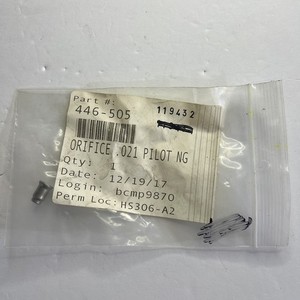 Part #:
446-505
119432
ORIFICE .021 PILOT NG
Qty: 1
Date: 12/19/17
Login: bcmp9870
Perm Loc: HS306-A2